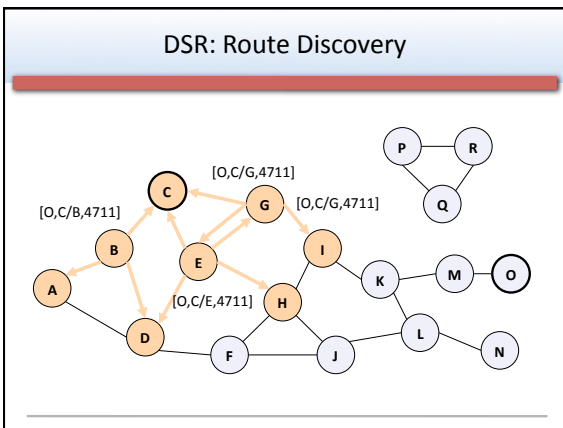 DSR: Route Discovery
P
R
[O,C/G,4711]
C
Q
[O,C/B,4711]
G
[O,C/G,4711]
B
E
I
A
K
M
O
[O,C/E,4711]
H
D
L
F
J
N